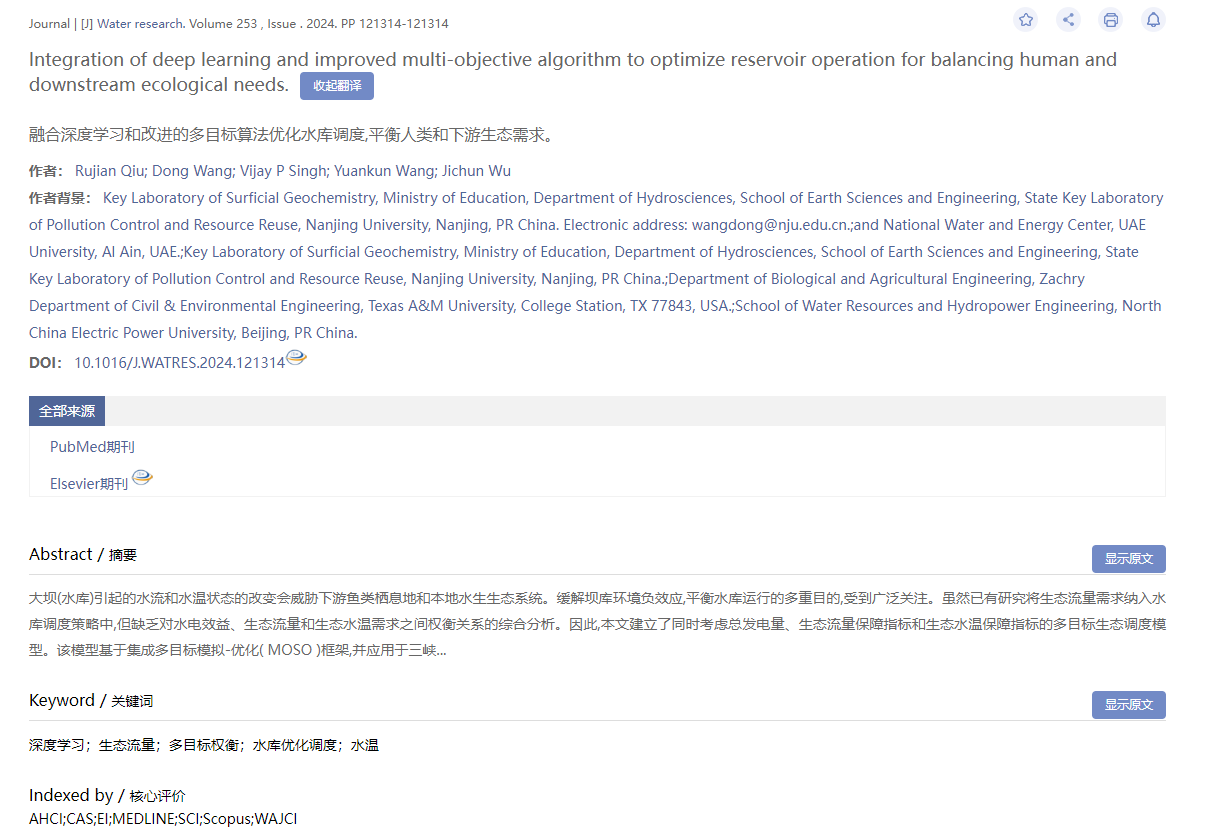 Journal | [J] Water research. Volume 253 , Issue . 2024. PP 121314-121314
Integration of deep learning and improved multi-objective algorithm to optimize reservoir operation for balancing human and
downstream ecological needs. 收起翻译
融合深度学习和改进的多目标算法优化水库调度,平衡人类和下游生态需求。
作者： Rujian Qiu; Dong Wang; Vijay P Singh; Yuankun Wang; Jichun Wu
作者背景： Key Laboratory of Surficial Geochemistry, Ministry of Education, Department of Hydrosciences, School of Earth Sciences and Engineering, State Key Laboratory
of Pollution Control and Resource Reuse, Nanjing University, Nanjing, PR China. Electronic address: wangdong@nju.edu.cn.;and National Water and Energy Center, UAE
University, Al Ain, UAE.;Key Laboratory of Surficial Geochemistry, Ministry of Education, Department of Hydrosciences, School of Earth Sciences and Engineering, State
Key Laboratory of Pollution Control and Resource Reuse, Nanjing University, Nanjing, PR China.;Department of Biological and Agricultural Engineering, Zachry
Department of Civil & Environmental Engineering, Texas A&M University, College Station, TX 77843, USA.;School of Water Resources and Hydropower Engineering, North
China Electric Power University, Beijing, PR China.
DOI： 10.1016/J.WATRES.2024.121314
全部来源
PubMed期刊
Elsevier期刊
Abstract / 摘要
显示原文
大坝(水库)引起的水流和水温状态的改变会威胁下游鱼类栖息地和本地水生生态系统。缓解坝库环境负效应,平衡水库运行的多重目的,受到广泛关注。虽然已有研究将生态流量需求纳入水
库调度策略中,但缺乏对水电效益、生态流量和生态水温需求之间权衡关系的综合分析。因此,本文建立了同时考虑总发电量、生态流量保障指标和生态水温保障指标的多目标生态调度模
型。该模型基于集成多目标模拟-优化( MOSO )框架,并应用于三峡...
Keyword / 关键词
显示原文
深度学习；生态流量；多目标权衡；水库优化调度；水温
Indexed by / 核心评价
AHCI;CAS;EI;MEDLINE;SCI;Scopus;WAJCI